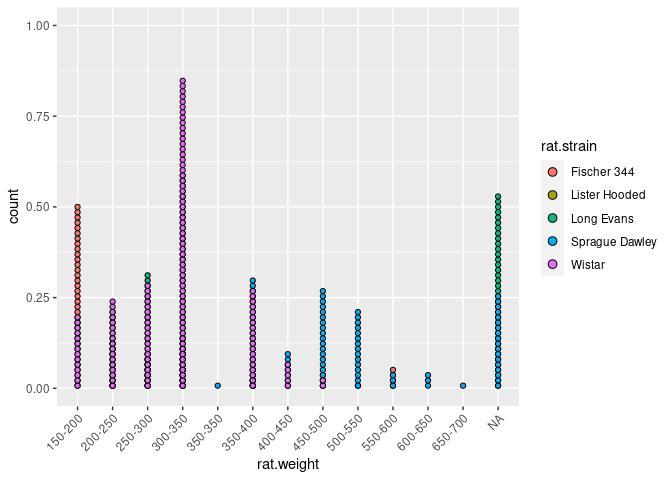 1.00
0.75
0.50
0.25
0.00
count
150-200
200-250
250-300
300-350
350-350
350-400
400-450
450-500
500-550
550-600
600-650
650-700
NA
rat.weight
rat.strain
Fischer 344
Lister Hooded
Long Evans
Sprague Dawley
Wistar